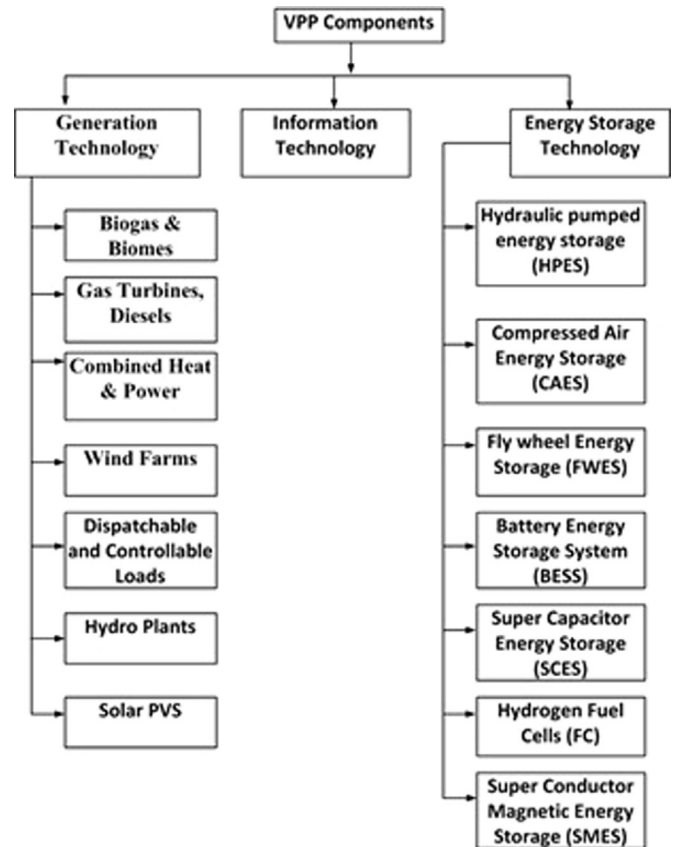 VPP Components
Generation
Technology
Information
Technology
Energy Storage
Technology
Biogas &
Biomes
Gas Turbines,
Diesels
Combined Heat
& Power
Wind Farms
Dispatchable
and Controllable
Loads
Hydro Plants
Solar PVS
Hydraulic pumped
energy storage
(HPES)
Compressed Air
Energy Storage
(CAES)
Fly wheel Energy
Storage (FWES)
Battery Energy
Storage System
(BESS)
Super Capacitor
Energy Storage
(SCES)
Hydrogen Fuel
Cells (FC)
Super Conductor
Magnetic Energy
Storage (SMES)